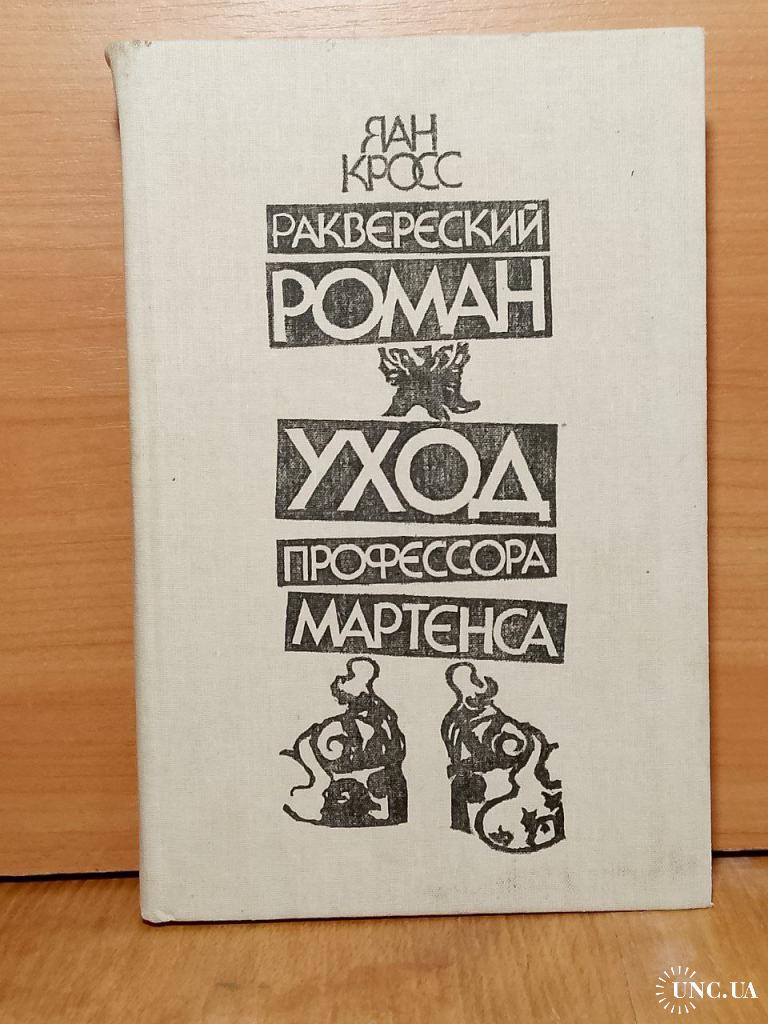 ЯАН
КРОСС
РАКВЕРЕСКИЙ
РОМАН
УХОД
ПРОФЕССОРА
МАРТЕНСА
UNC.UA